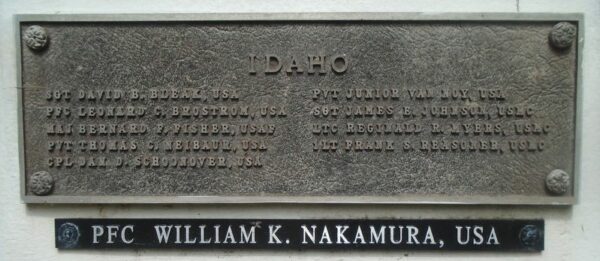 IDAHO
SGT DAVID B. BLEAK, USA
PFC LEONARD C. BROSTROM, USA
MAJ BERNARD F. FISHER, USAF
PVT THOMAS C. NEIBAUR, USA
CPL DAN D. SCHOONOVER, USA
PVT JUNIOR VAN NOY, USA
SGT JAMES E. JOHNSON, USMC
LTC REGINALD R. MYERS, USMC
1LT FRANK S. REASONER, USMC
PFC WILLIAM K. NAKAMURA, USA